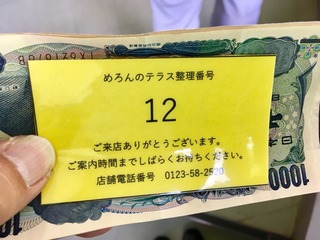 めろんのテラス整理番号
12
ご来店ありがとうございます。
ご案内時間までしばらくお待ちください。
店舗電話番号 0123-58-2520
1000